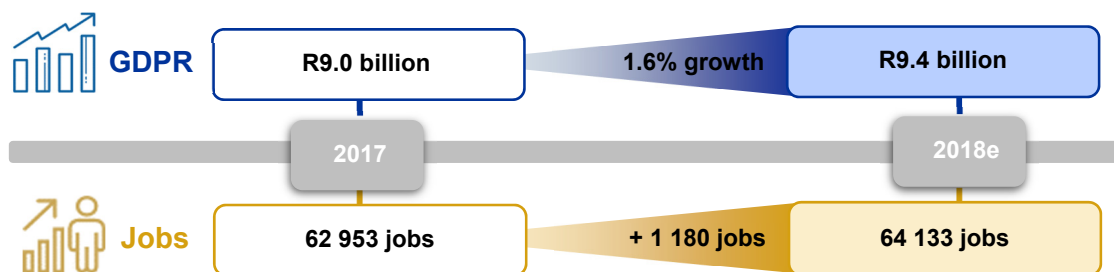 GDPR
R9.0 billion
1.6% growth
R9.4 billion
2017
2018e
Jobs
62 953 jobs
+ 1 180 jobs
64 133 jobs